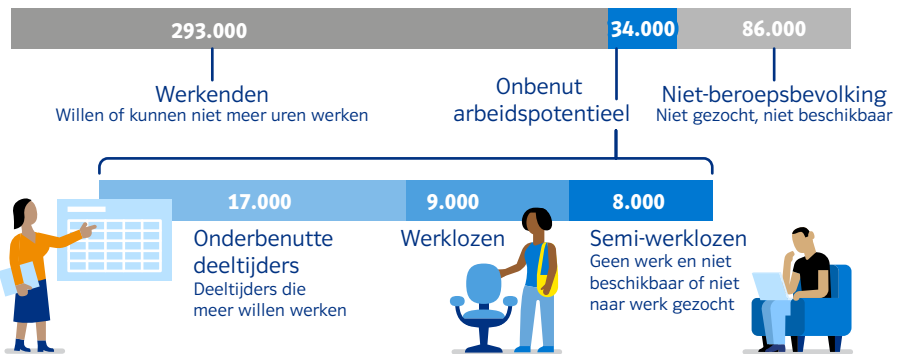 293.000
34.000
86.000
Werkenden
Willen of kunnen niet meer uren werken
Onbenut
arbeidspotentieel
Niet-beroepsbevolking
Niet gezocht, niet beschikbaar
17.000
9.000
8.000
Onderbenutte
deeltijders
Deeltijders die
meer willen werken
Werklozen
Semi-werklozen
Geen werk en niet
beschikbaar of niet
naar werk gezocht